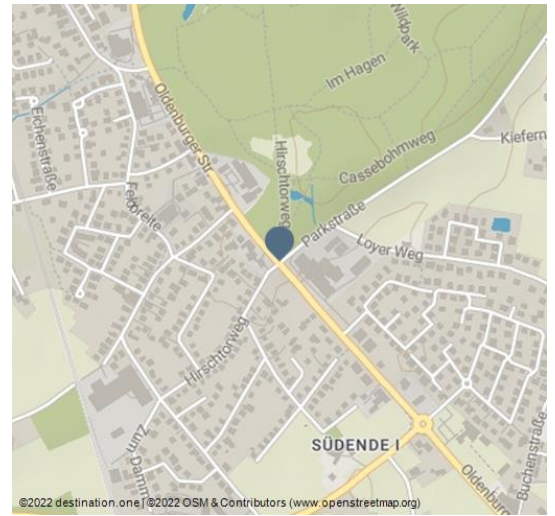 Wildpark
Im Hagen
Oldenburger Str
Eichenstraße
Hirschtorweg
Cassebohmweg
Kiefern
Feldbreite
Parkstraße
Loyer Weg
Hirschtorweg
Zum
Damm
SÜDENDE I
Buchenstraße
Oldenburg
©2022 destination.one | ©2022 OSM & Contributors (www.openstreetmap.org)